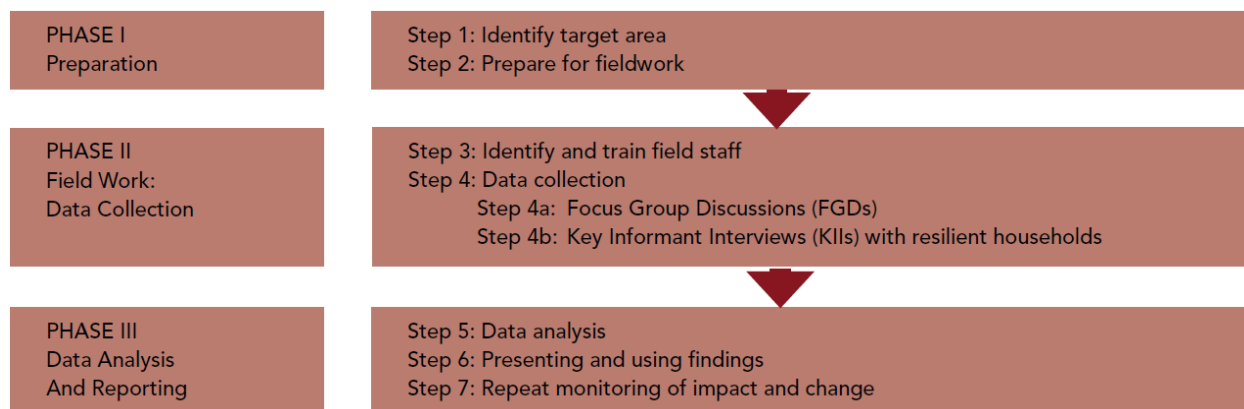 PHASE I
Preparation
Step 1: Identify target area
Step 2: Prepare for fieldwork
PHASE II
Field Work:
Data Collection
Step 3: Identify and train field staff
Step 4: Data collection
Step 4a: Focus Group Discussions (FGDs)
Step 4b: Key Informant Interviews (KIIs) with resilient households
PHASE III
Data Analysis
And Reporting
Step 5: Data analysis
Step 6: Presenting and using findings
Step 7: Repeat monitoring of impact and change